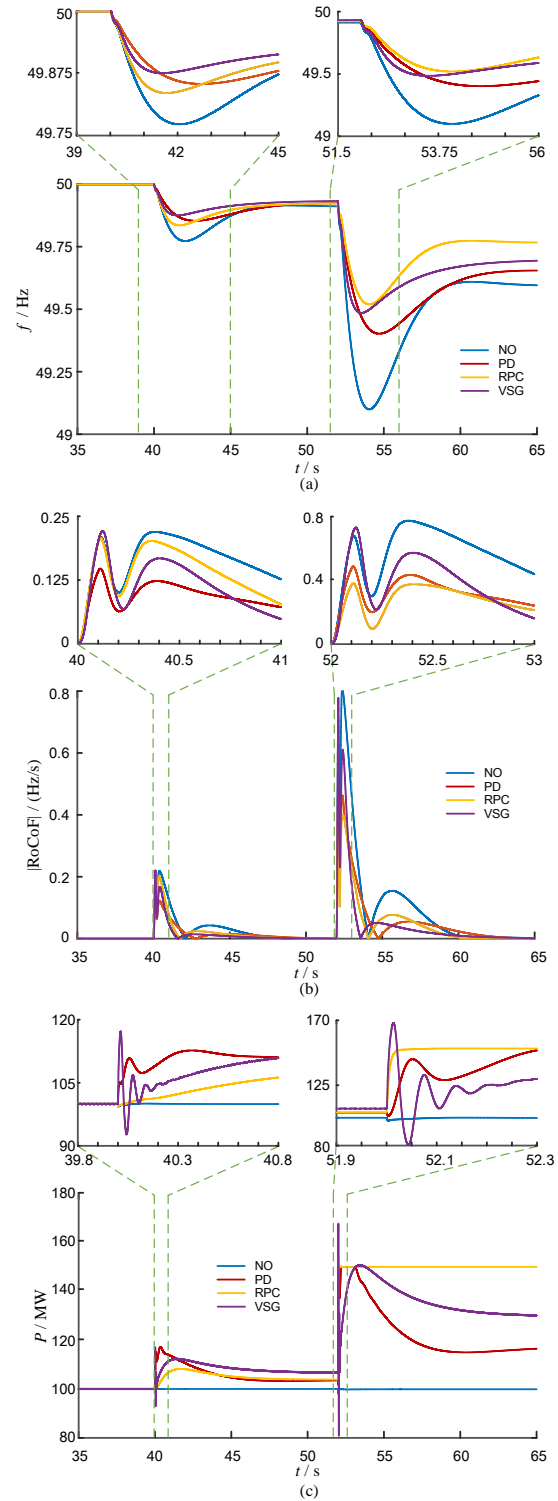 50 50
49.875 49.5
49.75 49
39 42 45 51.5 53.75 56
50
49.75
49.5
49.25
49
f / Hz
NO
PD
RPC
VSG
35 40 45 50 55 60 65
t / s
(a)
0.25 0.8
0.125 0.4
0 0
40 40.5 41 52 52.5 53
0.8
0.6
0.4
0.2
0
|RoCoF| / (Hz/s)
NO
PD
RPC
VSG
35 40 45 50 55 60 65
t / s
(b)
120 170
105 125
90 80
39.8 40.3 40.8 51.9 52.1 52.3
180
160
140
120
100
80
P / MW
NO
PD
RPC
VSG
35 40 45 50 55 60 65
t / s
(c)